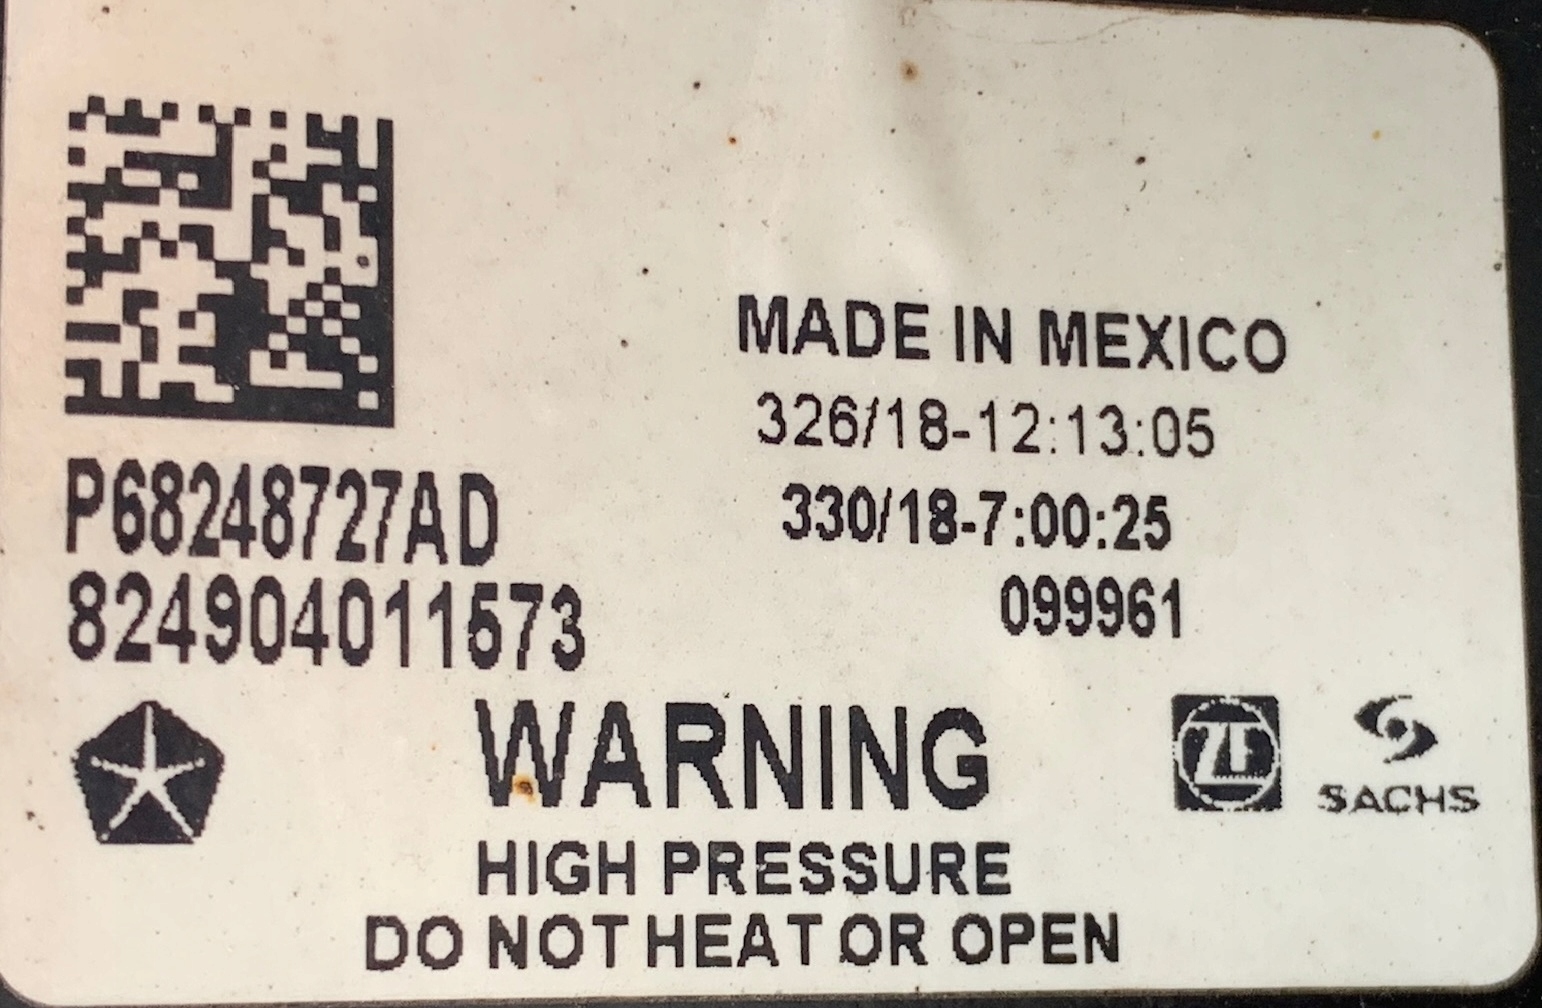 MADE IN MEXICO
326/18-12:13:05
P68248727AD
330/18-7:00:25
824904011573
099961
WARNING
ZF
SACHS
HIGH PRESSURE
DO NOT HEAT OR OPEN